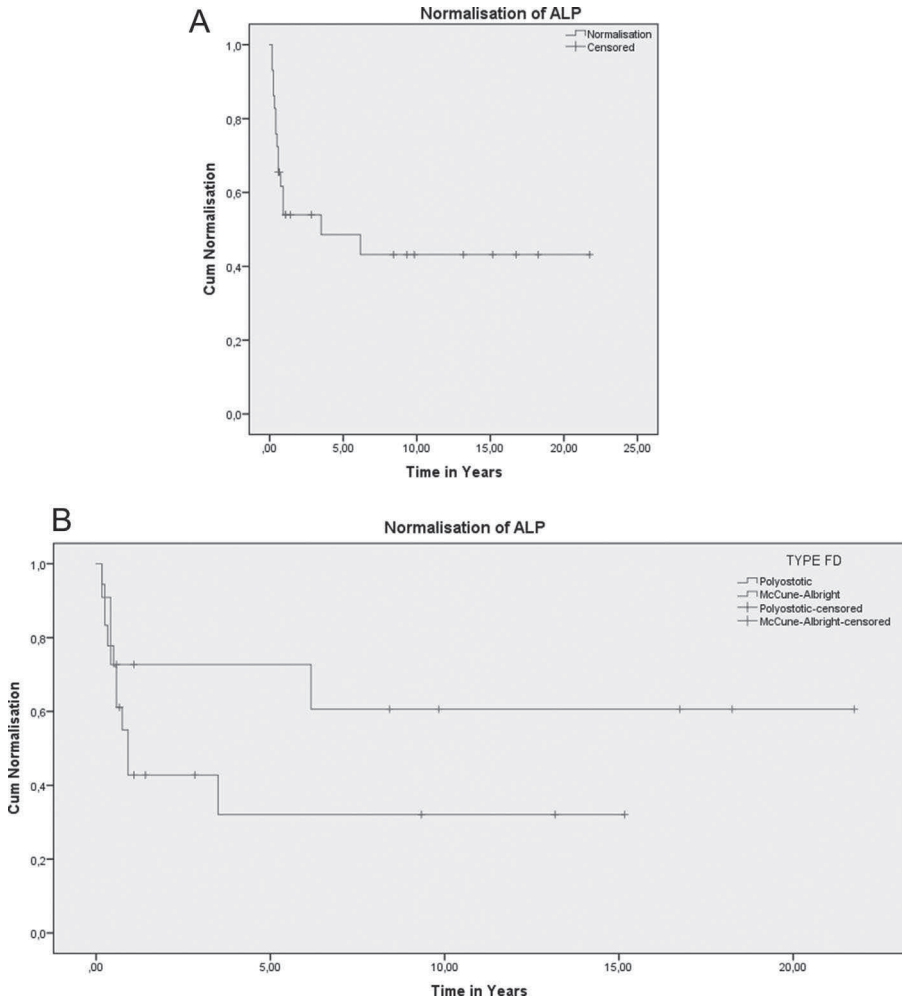 A
Normalisation of ALP
Normalisation
Censored
1,0
0,8
0,6
0,4
0,2
0,0
Cum Normalisation
,00 5,00 10,00 15,00 20,00 25,00
Time in Years
B
Normalisation of ALP
TYPE FD
Polyostotic
McCune-Albright
Polyostotic-censored
McCune-Albright-censored
1,0
0,8
0,6
0,4
0,2
0,0
Cum Normalisation
,00 5,00 10,00 15,00 20,00
Time in Years